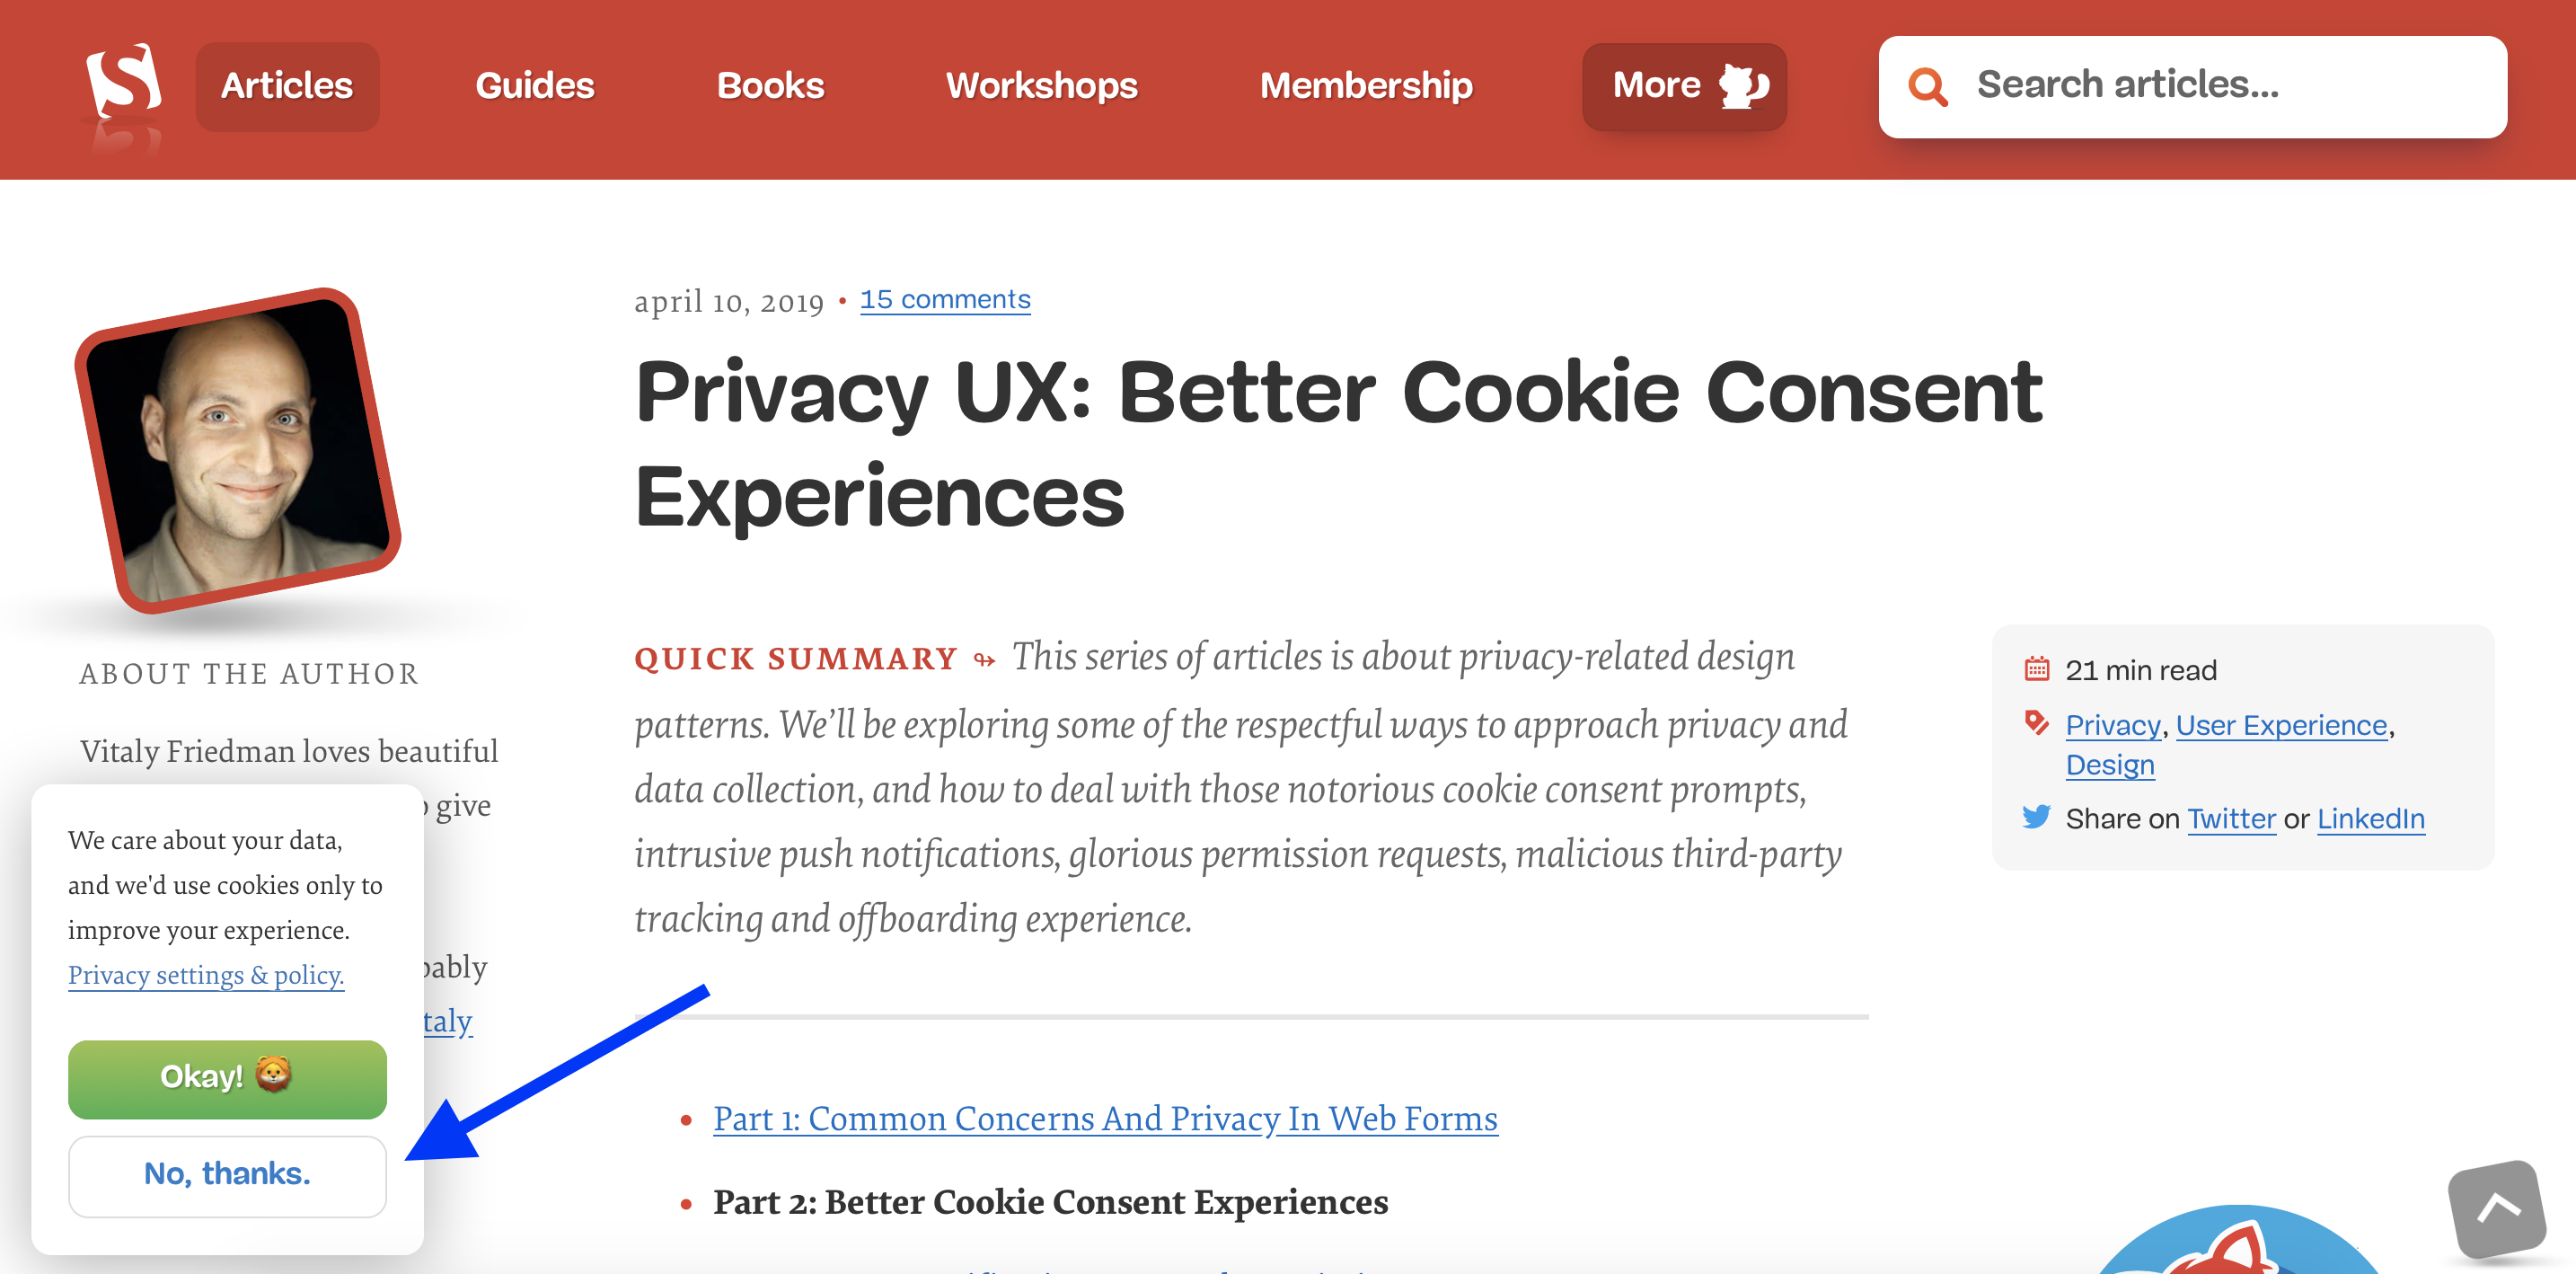 Articles
Guides
Books
Workshops
Membership
More
Search articles...
april 10, 2019 • 15 comments
Privacy UX: Better Cookie Consent
Experiences
QUICK SUMMARY ↬ This series of articles is about privacy-related design
patterns. We’ll be exploring some of the respectful ways to approach privacy and
data collection, and how to deal with those notorious cookie consent prompts,
intrusive push notifications, glorious permission requests, malicious third-party
tracking and offboarding experience.
21 min read
Privacy, User Experience,
Design
Share on Twitter or LinkedIn
ABOUT THE AUTHOR
Vitaly Friedman loves beautiful
give
We care about your data,
and we'd use cookies only to
improve your experience.
Privacy settings & policy.
Okay! 🦁
No, thanks.
• Part 1: Common Concerns And Privacy In Web Forms
• Part 2: Better Cookie Consent Experiences